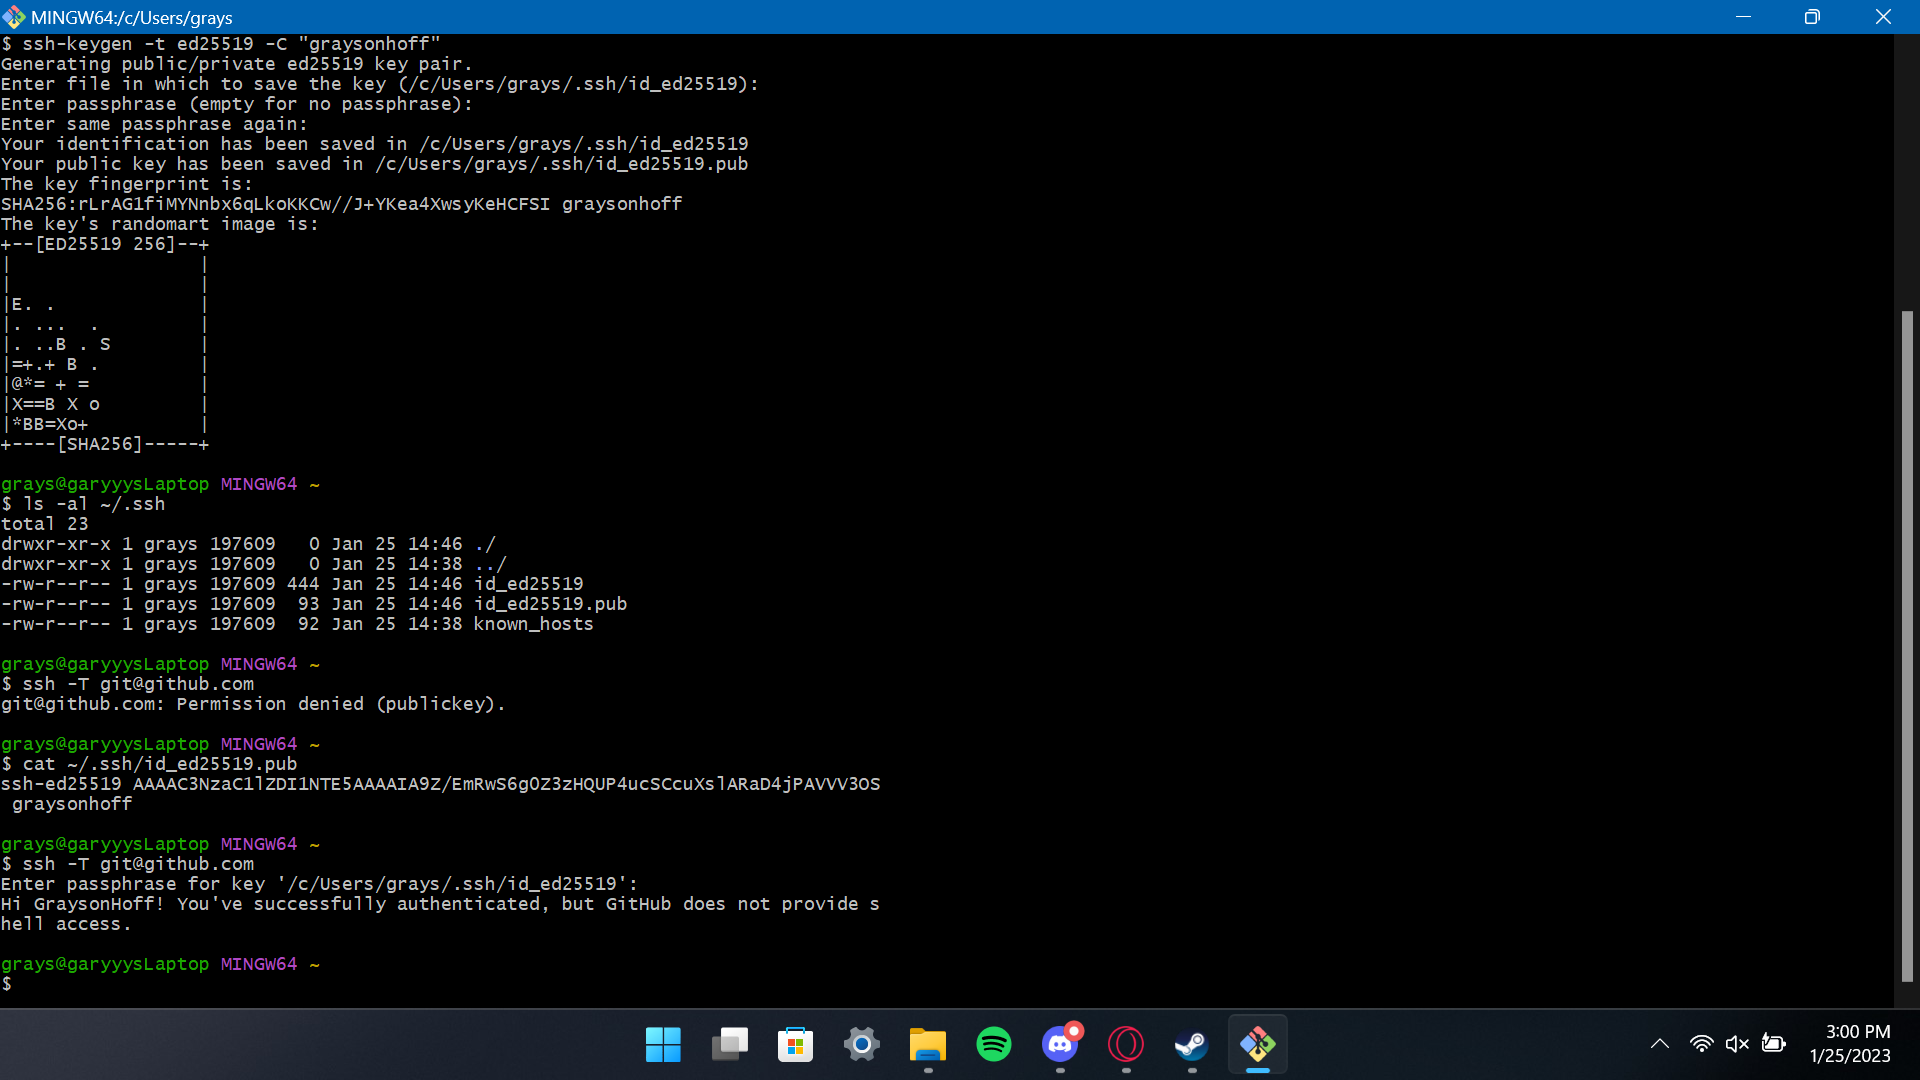 MINGW64:/c/Users/grays
$ ssh-keygen -t ed25519 -C "graysonhoff"
Generating public/private ed25519 key pair.
Enter file in which to save the key (/c/Users/grays/.ssh/id_ed25519):
Enter passphrase (empty for no passphrase):
Enter same passphrase again:
Your identification has been saved in /c/Users/grays/.ssh/id_ed25519
Your public key has been saved in /c/Users/grays/.ssh/id_ed25519.pub
The key fingerprint is:
SHA256:rLrAG1fiMYNnbx6qLkoKKCw//J+YKea4XwsyKeHCFSI graysonhoff
The key's randomart image is:
+--[ED25519 256]--+
|                 |
|                 |
|E. .             |
|. ...  .         |
|. ..B . S        |
|=+.+ B .         |
|@*= + =          |
|X==B X o         |
|*BB=Xo+          |
+----[SHA256]-----+
grays@garyyysLaptop MINGW64 ~
$ ls -al ~/.ssh
total 23
drwxr-xr-x 1 grays 197609   0 Jan 25 14:46 ./
drwxr-xr-x 1 grays 197609   0 Jan 25 14:38 ../
-rw-r--r-- 1 grays 197609 444 Jan 25 14:46 id_ed25519
-rw-r--r-- 1 grays 197609  93 Jan 25 14:46 id_ed25519.pub
-rw-r--r-- 1 grays 197609  92 Jan 25 14:38 known_hosts
grays@garyyysLaptop MINGW64 ~
$ ssh -T git@github.com
git@github.com: Permission denied (publickey).
grays@garyyysLaptop MINGW64 ~
$ cat ~/.ssh/id_ed25519.pub
ssh-ed25519 AAAAC3NzaC1lZDI1NTE5AAAAIA9Z/EmRwS6gOZ3zHQUP4ucSCcuXslARaD4jPAVVV3OS
 graysonhoff
grays@garyyysLaptop MINGW64 ~
$ ssh -T git@github.com
Enter passphrase for key '/c/Users/grays/.ssh/id_ed25519':
Hi GraysonHoff! You've successfully authenticated, but GitHub does not provide s
hell access.
grays@garyyysLaptop MINGW64 ~
$
3:00 PM
1/25/2023